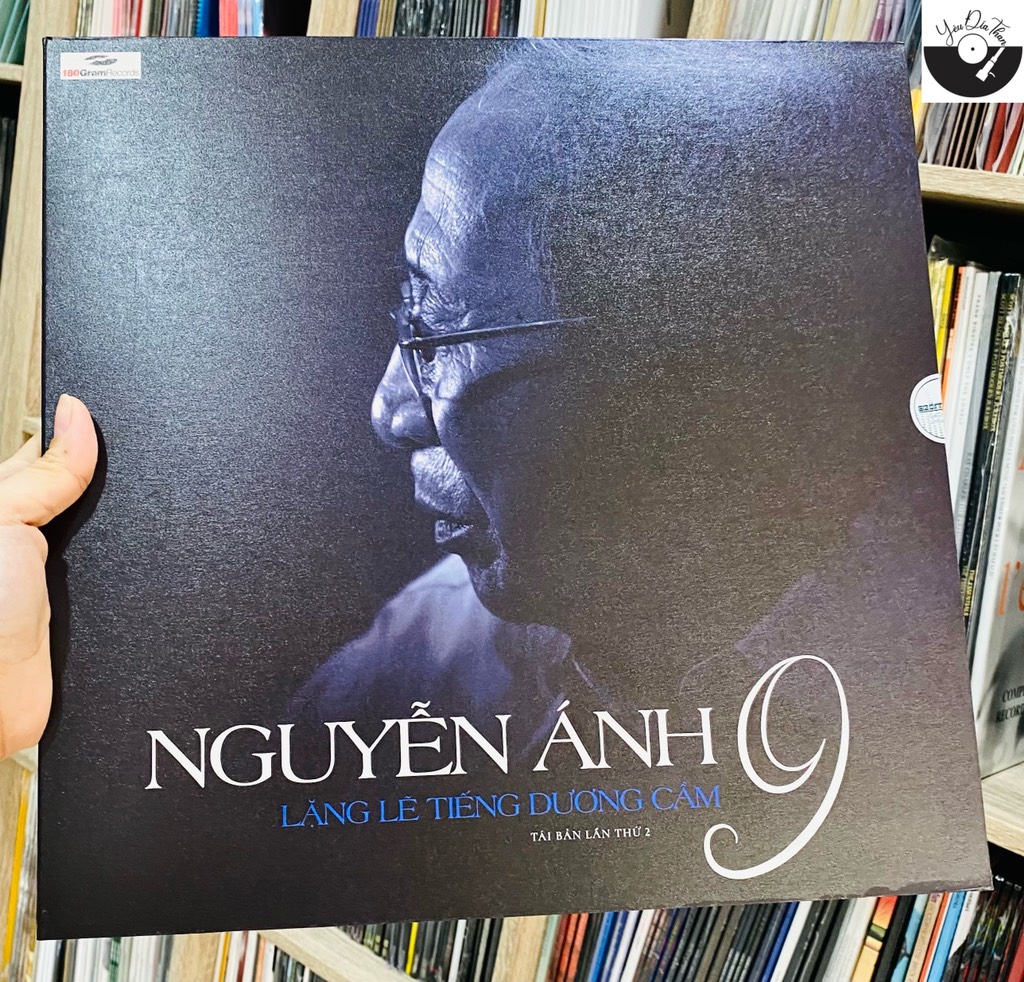 180GramRecords
Yêu Đĩa Than
NGUYỄN ÁNH 9
LẶNG LẼ TIẾNG DƯƠNG CẦM
TÁI BẢN LẦN THỨ 2